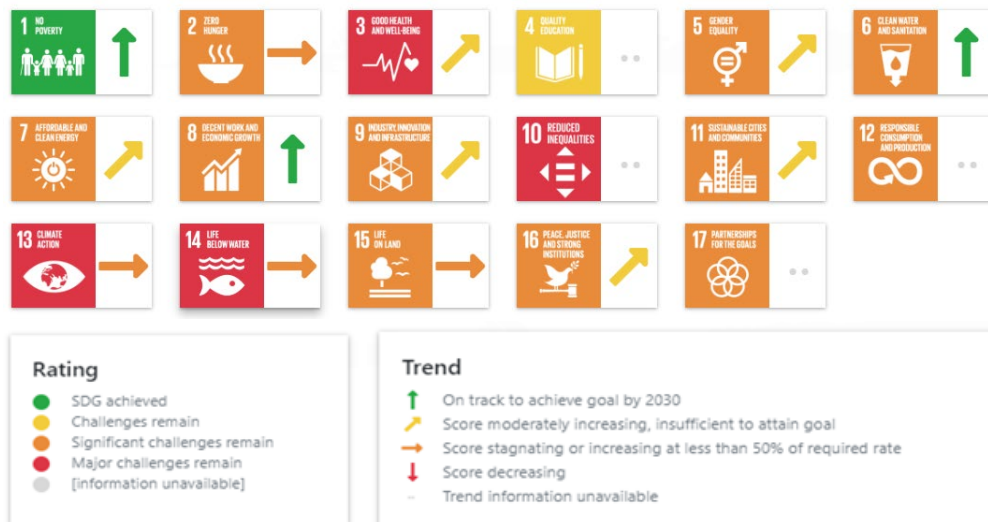 1 NO
POVERTY
2 ZERO
HUNGER
3 GOOD HEALTH
AND WELL-BEING
4 QUALITY
EDUCATION
5 GENDER
EQUALITY
6 CLEAN WATER
AND SANITATION
7 AFFORDABLE AND
CLEAN ENERGY
8 DECENT WORK AND
ECONOMIC GROWTH
9 INDUSTRY, INNOVATION
AND INFRASTRUCTURE
10 REDUCED
INEQUALITIES
11 SUSTAINABLE CITIES
AND COMMUNITIES
12 RESPONSIBLE
CONSUMPTION
AND PRODUCTION
13 CLIMATE
ACTION
14 LIFE
BELOW WATER
15 LIFE
ON LAND
16 PEACE, JUSTICE
AND STRONG
INSTITUTIONS
17 PARTNERSHIPS
FOR THE GOALS
Rating
SDG achieved
Challenges remain
Significant challenges remain
Major challenges remain
[information unavailable]
Trend
On track to achieve goal by 2030
Score moderately increasing, insufficient to attain goal
Score stagnating or increasing at less than 50% of required rate
Score decreasing
Trend information unavailable